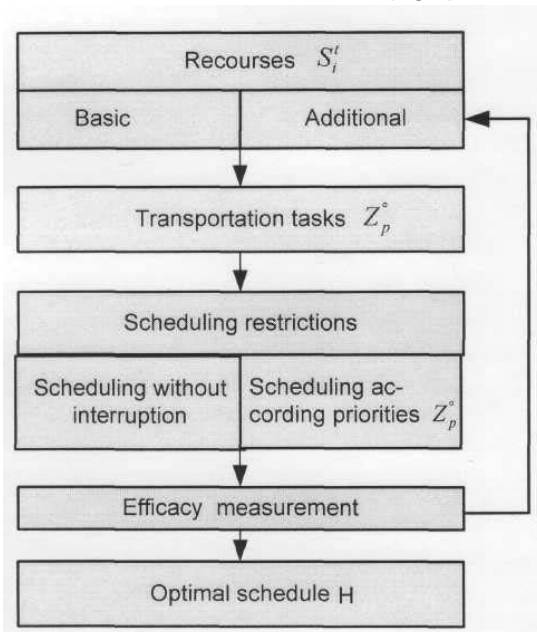 Recourses S_i^t
Basic
Additional
Transportation tasks Z_p^°
Scheduling restrictions
Scheduling without
interruption
Scheduling ac-
cording priorities Z_p^°
Efficacy measurement
Optimal schedule H